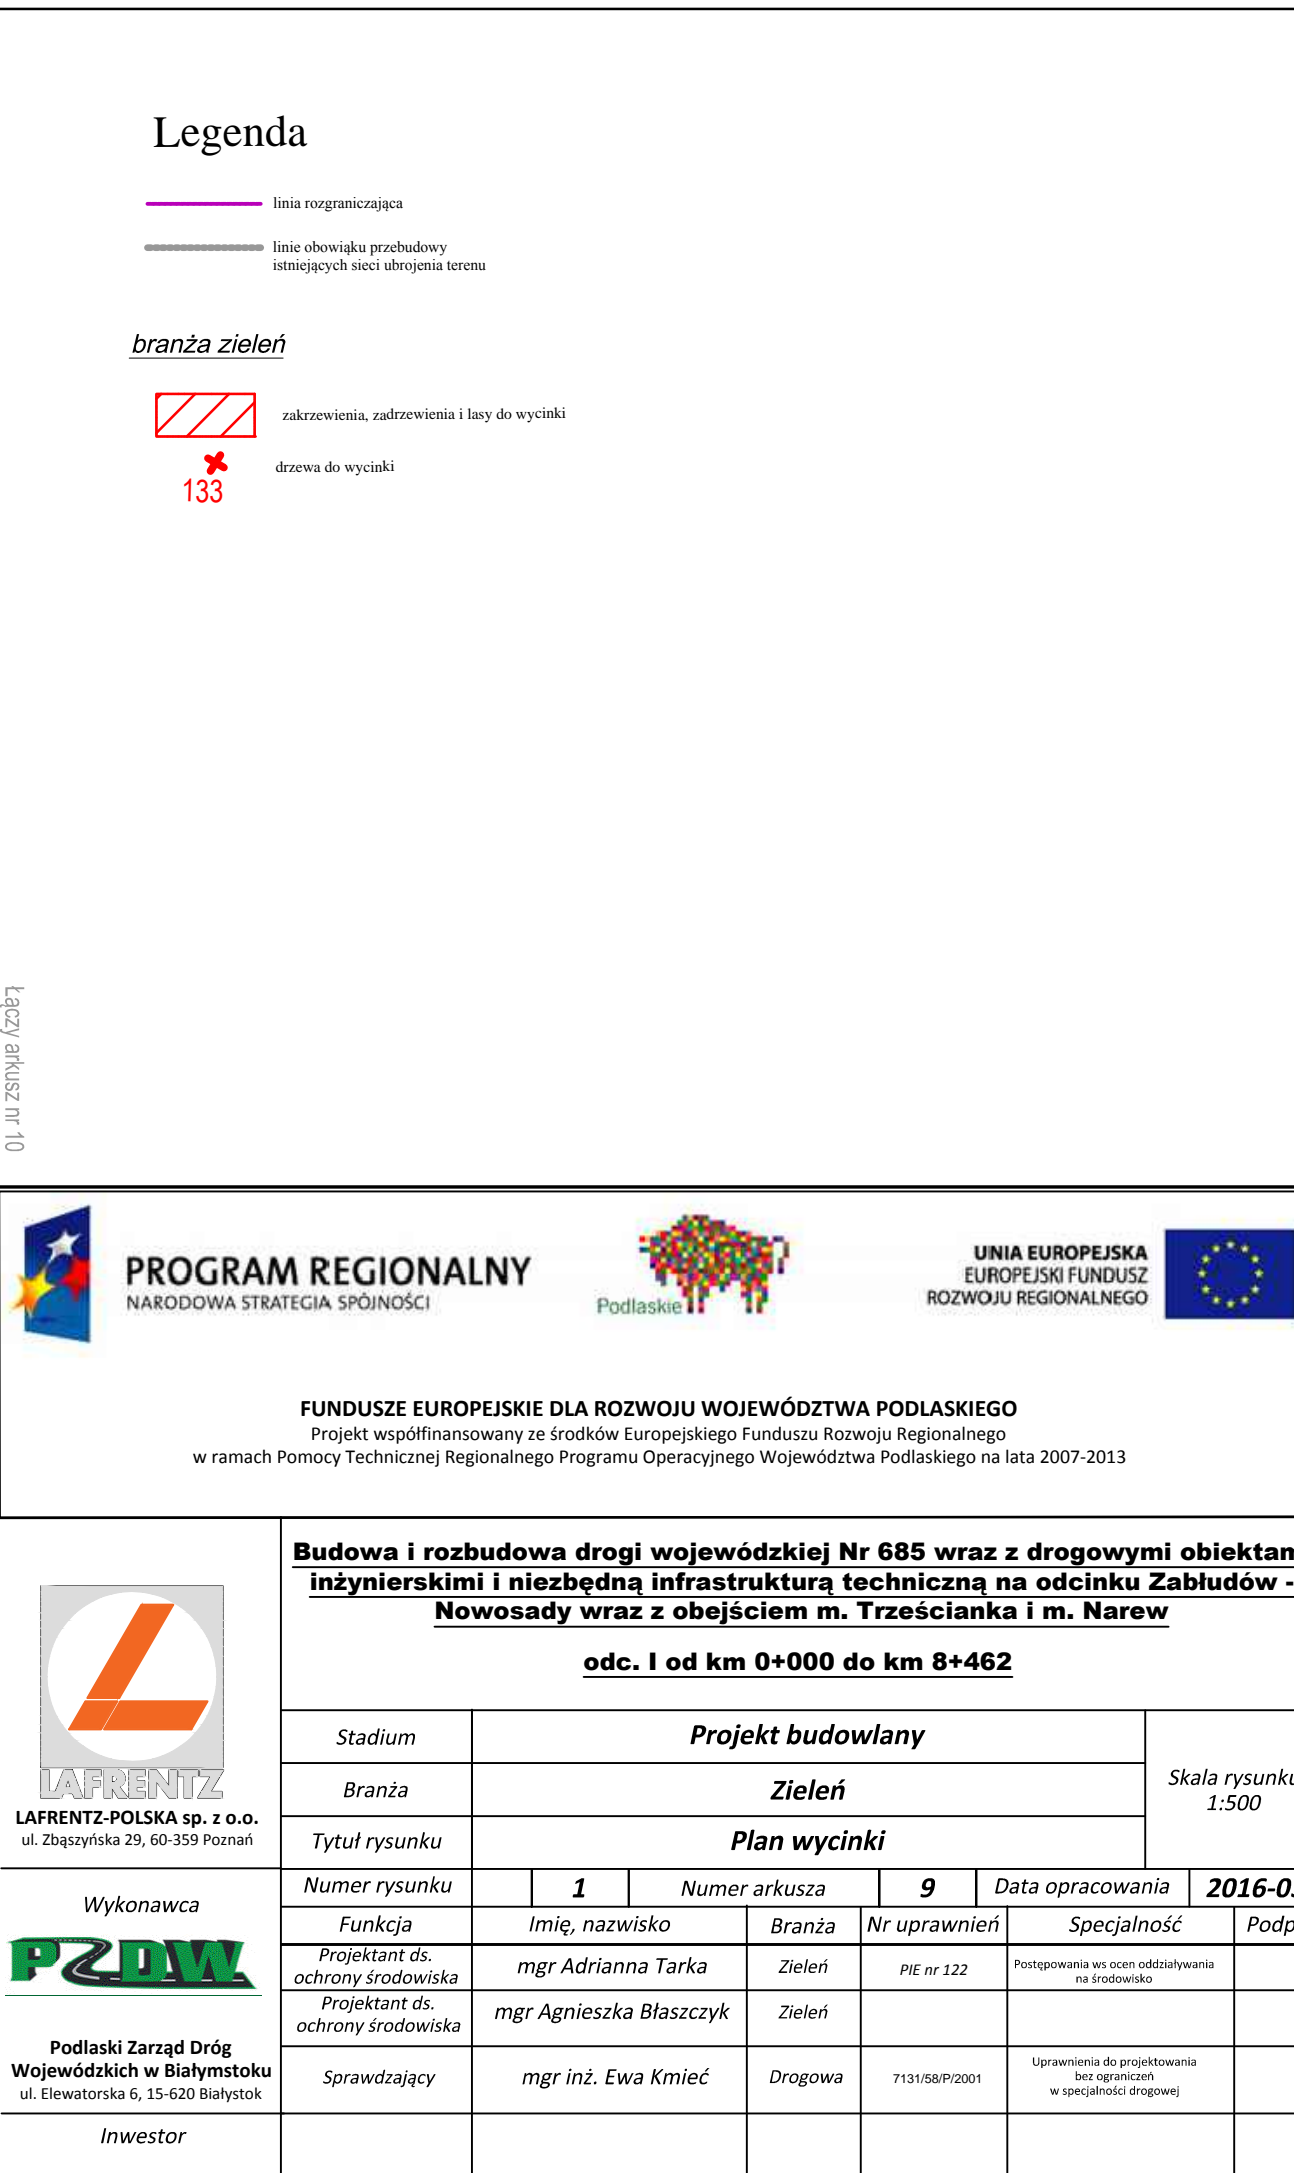 Legenda
linia rozgraniczająca
linie obowiąku przebudowy
istniejących sieci ubrojenia terenu
branża zieleń
zakrzewienia, zadrzewienia i lasy do wycinki
drzewa do wycinki
133
Łączy arkusz nr 10
PROGRAM REGIONALNY
NARODOWA STRATEGIA SPÓJNOŚCI
Podlaskie
UNIA EUROPEJSKA
EUROPEJSKI FUNDUSZ
ROZWOJU REGIONALNEGO
FUNDUSZE EUROPEJSKIE DLA ROZWOJU WOJEWÓDZTWA PODLASKIEGO
Projekt współfinansowany ze środków Europejskiego Funduszu Rozwoju Regionalnego
w ramach Pomocy Technicznej Regionalnego Programu Operacyjnego Województwa Podlaskiego na lata 2007-2013
Budowa i rozbudowa drogi wojewódzkiej Nr 685 wraz z drogowymi
inżynierskimi i niezbędną infrastrukturą techniczną na odcinku Zabłudów -
Nowosady wraz z obejściem m. Trześcianka i m. Narew
odc. I od km 0+000 do km 8+462
LAFRENTZ
LAFRENTZ-POLSKA sp. z o.o.
ul. Zbąszyńska 29, 60-359 Poznań
Wykonawca
PZDW
Podlaski Zarząd Dróg
Wojewódzkich w Białymstoku
ul. Elewatorska 6, 15-620 Białystok
Inwestor
Stadium Projekt budowlany
Branża Zieleń
Tytuł rysunku Plan wycinki
Skala rysunku
1:500
Numer rysunku 1 Numer arkusza 9 Data opracowania
Funkcja Imię, nazwisko Branża Nr uprawnień Specjalność
Projektant ds.
ochrony środowiska mgr Adrianna Tarka Zieleń PIE nr 122 Postępowania ws ocen oddziaływania
na środowisko
Projektant ds.
ochrony środowiska mgr Agnieszka Błaszczyk Zieleń
Sprawdzający mgr inż. Ewa Kmieć Drogowa 7131/58/P/2001 Uprawnienia do projektowania
bez ograniczeń
w specjalności drogowej